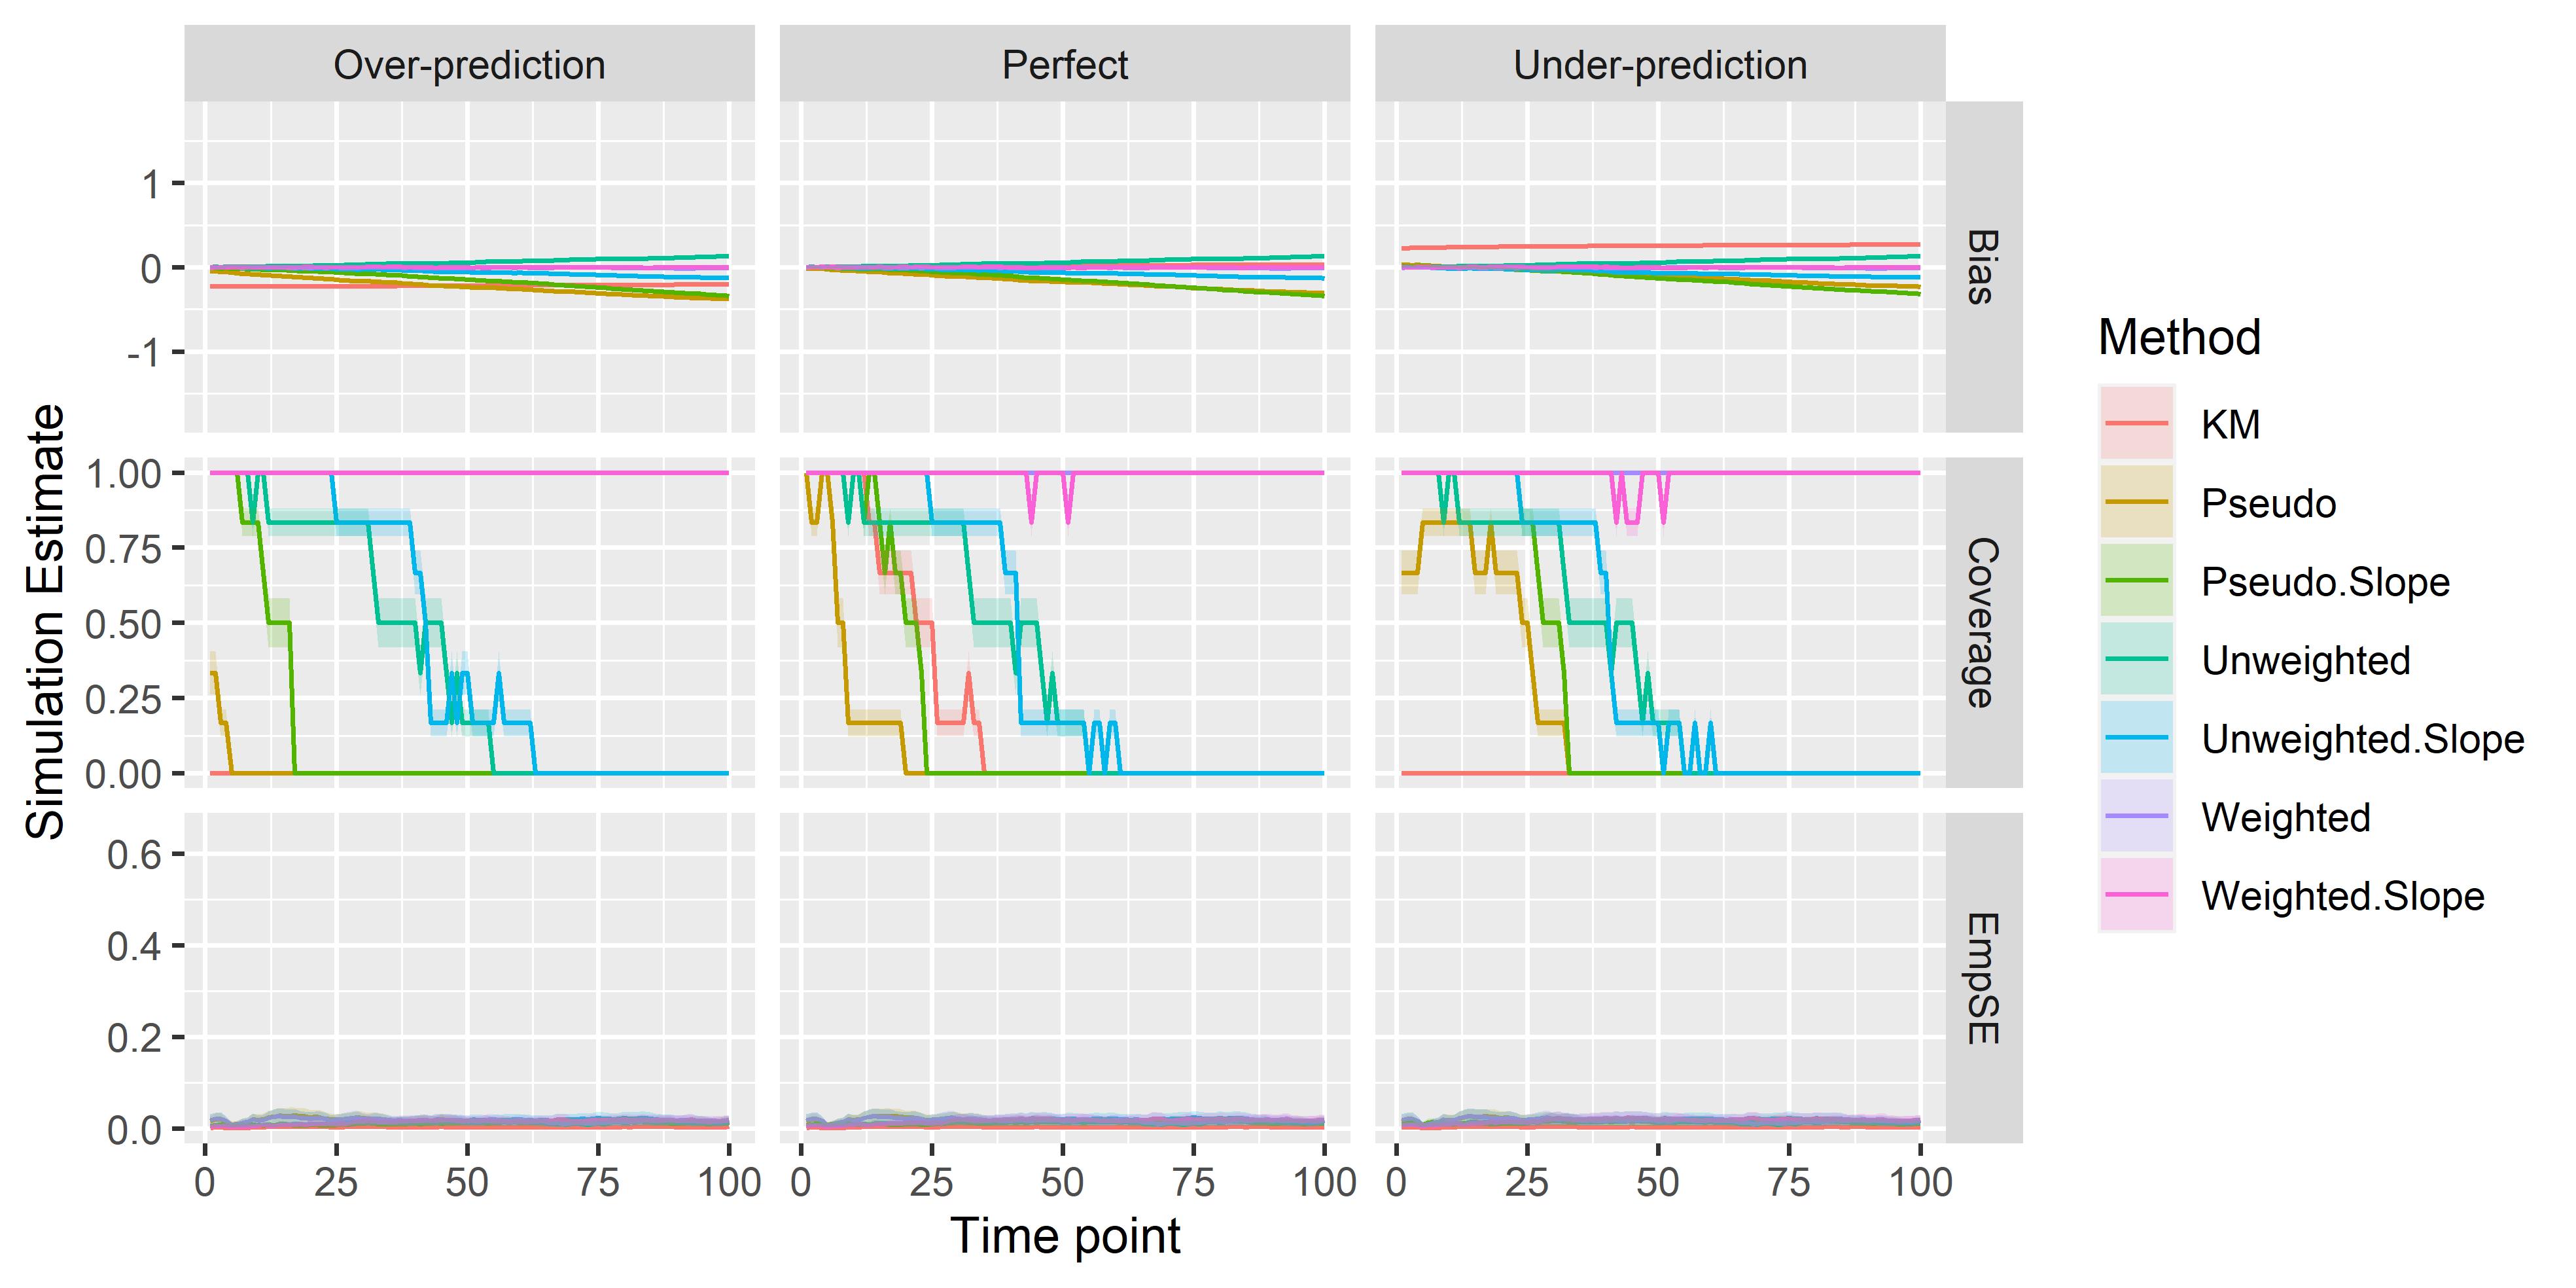 Over-prediction
Perfect
Under-prediction
1
0
-1
Bias
1.00
0.75
0.50
0.25
0.00
Coverage
0.6
0.4
0.2
0.0
EmpSE
0 25 50 75 100
0 25 50 75 100
0 25 50 75 100
Time point
Simulation Estimate
Method
KM
Pseudo
Pseudo.Slope
Unweighted
Unweighted.Slope
Weighted
Weighted.Slope